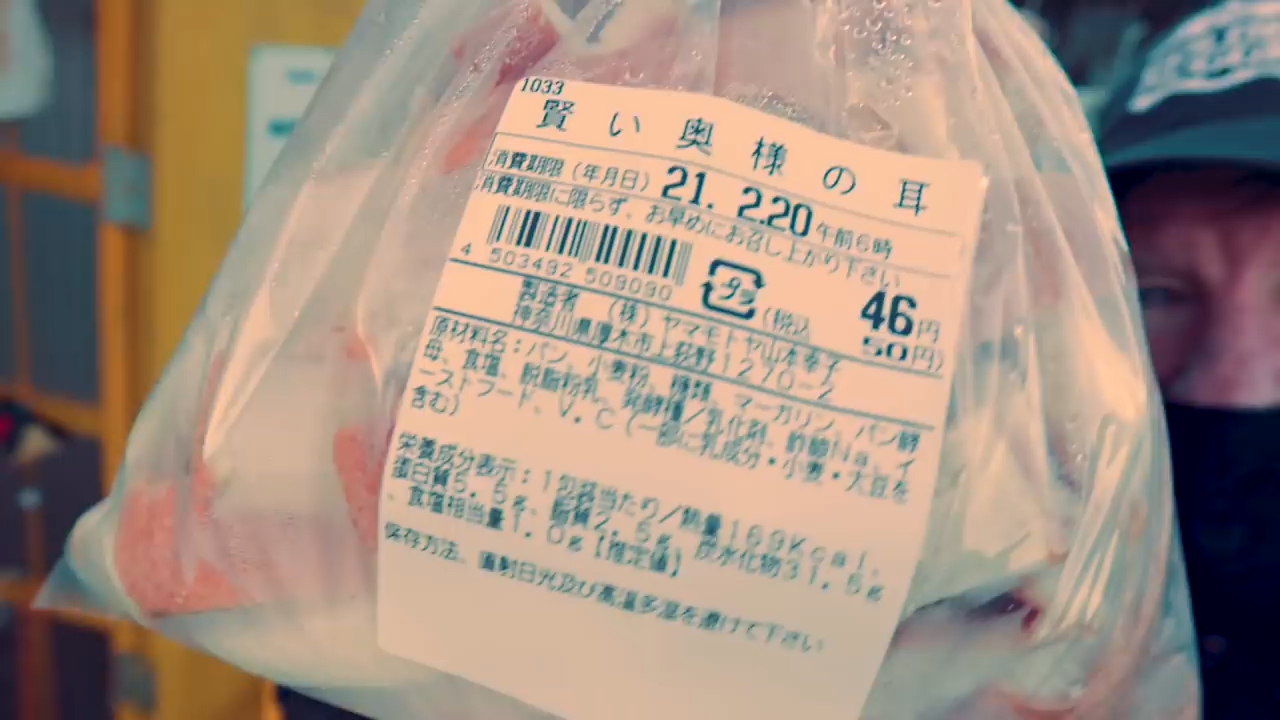 1033
賢い奥様の耳
消費期限(年月日) 21. 2.20 午前6時
消費期限に限らず、お早めにお召し上がり下さい
4 503492 509090
プラ
46円
(税込 50円)
製造者 (株)ヤマモトヤ山本幸子
神奈川県厚木市上荻野1270-2
原材料名:パン、小麦粉、糖類、マーガリン、パン酵
母、食塩、脱脂粉乳、発酵種/乳化剤、酢酸Na、イ
ーストフード、V.C(一部に乳成分・小麦・大豆を
含む)
栄養成分表示:1包装当たり/熱量169Kcal、
蛋白質5.5g、脂質2.5g、炭水化物31.5g
、食塩相当量1.0g【推定値】
保存方法、直射日光及び高温多湿を避けて下さい